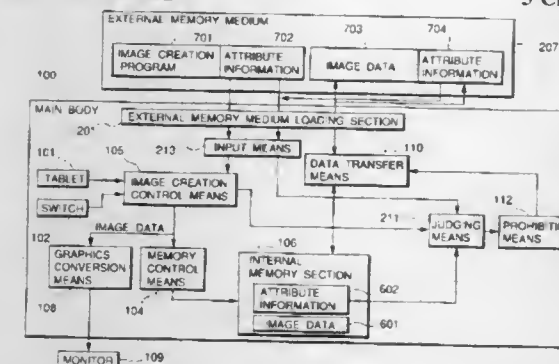 EXTERNAL MEMORY MEDIUM
701 702 703 704
207
IMAGE CREATION PROGRAM
ATTRIBUTE INFORMATION
IMAGE DATA
ATTRIBUTE INFORMATION
100
MAIN BODY
EXTERNAL MEMORY MEDIUM LOADING SECTION
201
213
INPUT MEANS
110
DATA TRANSFER MEANS
101
105
TABLET
IMAGE CREATION CONTROL MEANS
SWITCH
112
211
JUDGING MEANS
PROHIBITI
MEANS
IMAGE DATA
102
GRAPHICS CONVERSION MEANS
MEMORY CONTROL MEANS
104
106
INTERNAL MEMORY SECTION
ATTRIBUTE INFORMATION
602
IMAGE DATA
601
108
MONITOR
109